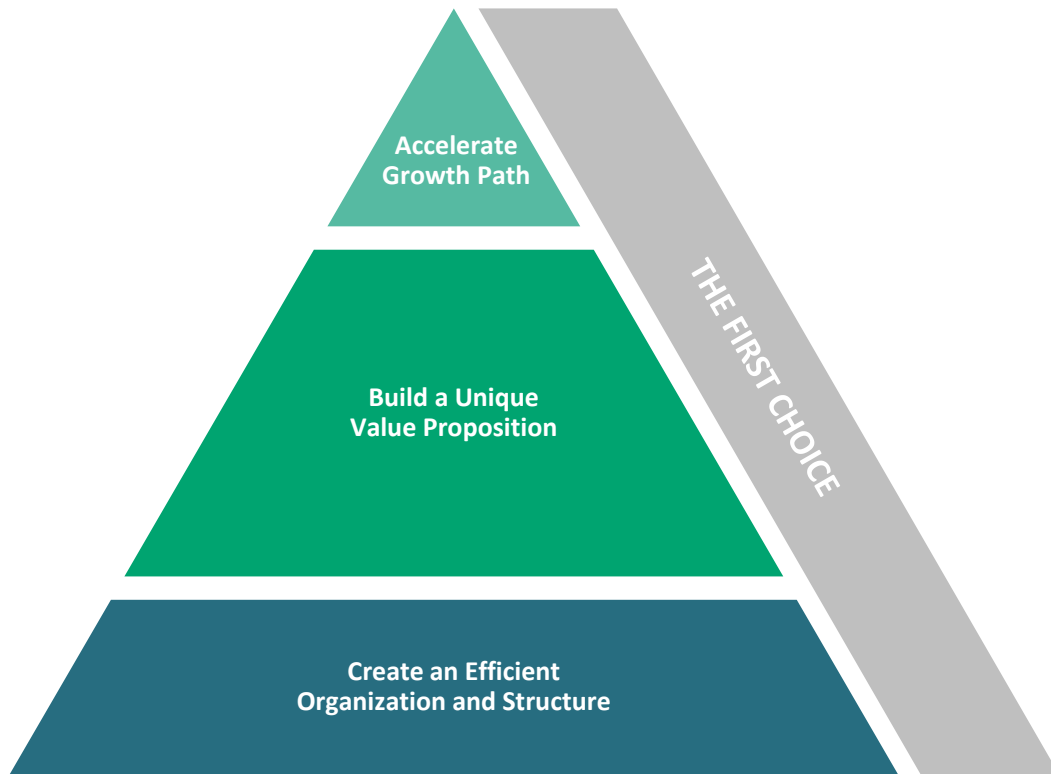 Accelerate
Growth Path
THE FIRST CHOICE
Build a Unique
Value Proposition
Create an Efficient
Organization and Structure